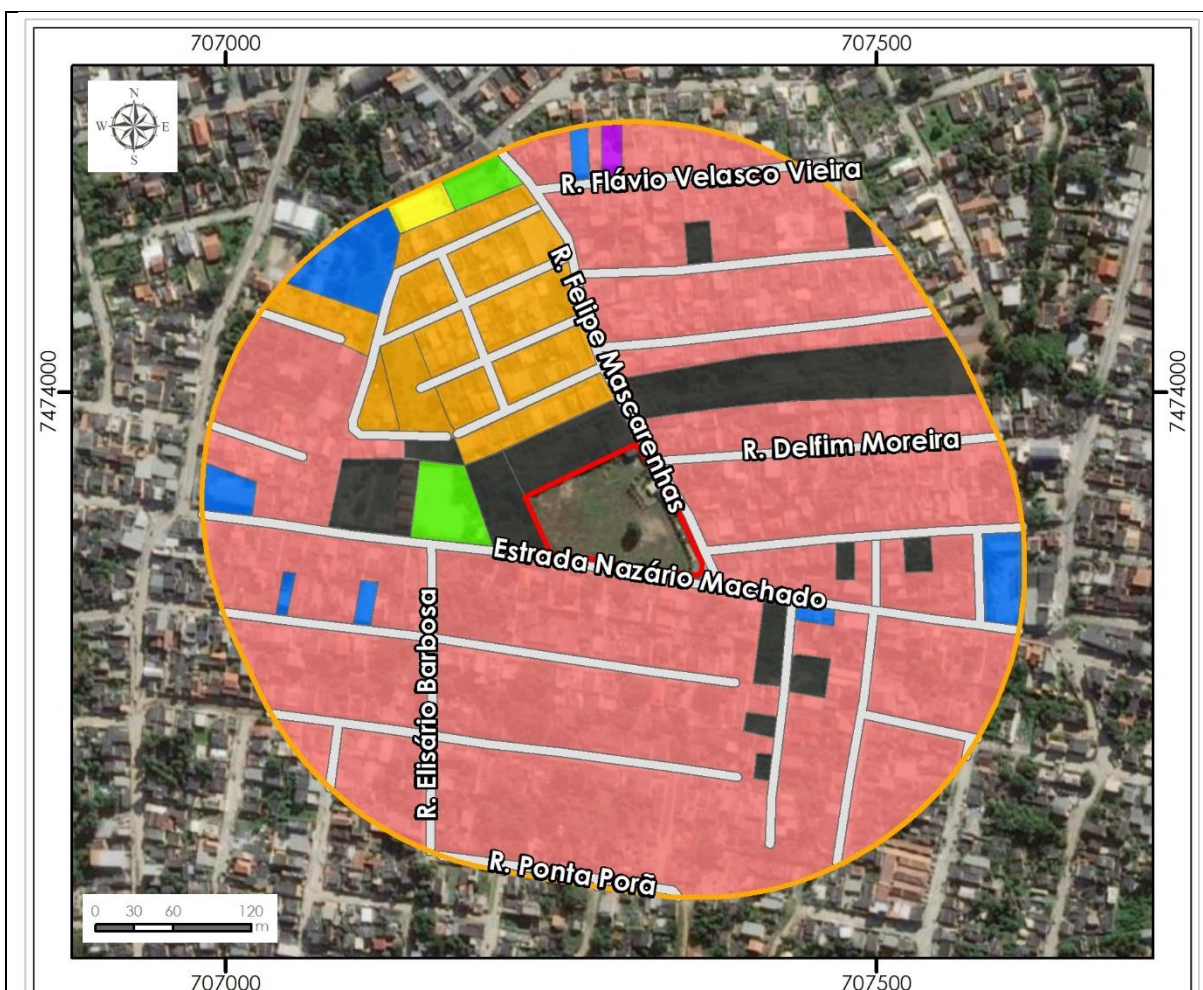 707000
707500
N
W
E
S
R. Flávio Velasco Vieira
R. Felipe Mascarenhas
7474000
7474000
R. Delfim Moreira
Estrada Nazário Machado
R. Elisário Barbosa
R. Ponta Porã
0 30 60 120
m
707000
707500